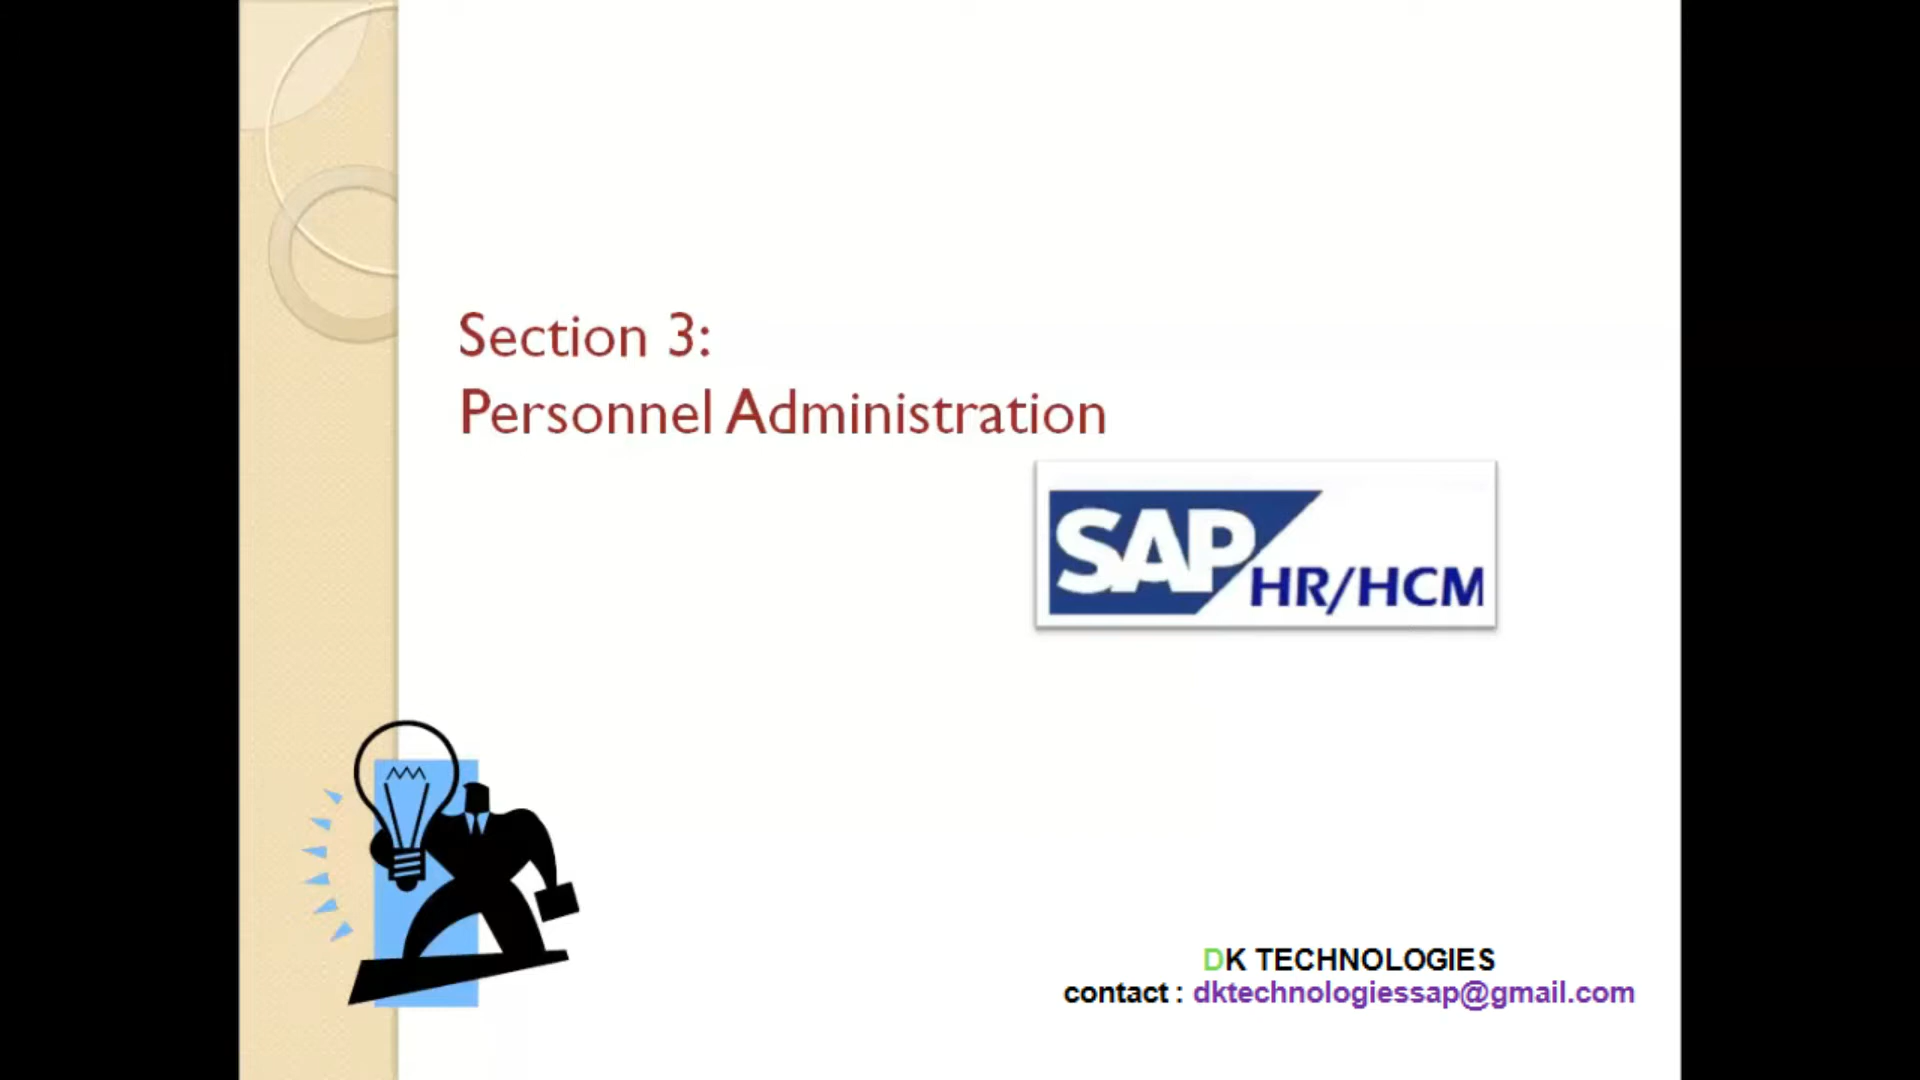 Section 3:
Personnel Administration
SAP HR/HCM
DK TECHNOLOGIES
contact : dktechnologiessap@gmail.com